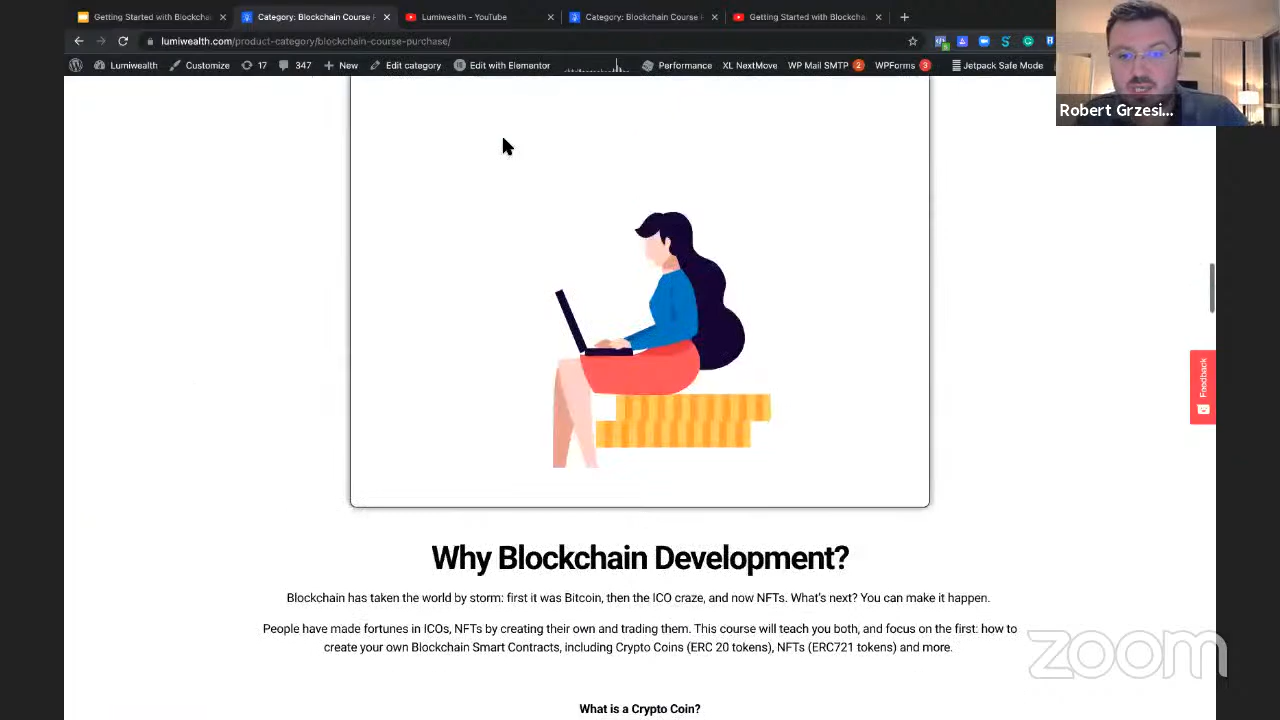 Getting Started with Blockchai
Category: Blockchain Course P
Lumiwealth - YouTube
Category: Blockchain Course P
Getting Started with Blockcha
lumiwealth.com/product-category/blockchain-course-purchase/
Lumiwealth
Customize
17
347
New
Edit category
Edit with Elementor
Performance
XL NextMove
WP Mail SMTP 2
WPForms 3
Jetpack Safe Mode
Robert Grzesi...
Feedback
Why Blockchain Development?
Blockchain has taken the world by storm: first it was Bitcoin, then the ICO craze, and now NFTs. What's next? You can make it happen.
People have made fortunes in ICOs, NFTs by creating their own and trading them. This course will teach you both, and focus on the first: how to
create your own Blockchain Smart Contracts, including Crypto Coins (ERC 20 tokens), NFTs (ERC721 tokens) and more.
zoom
What is a Crypto Coin?